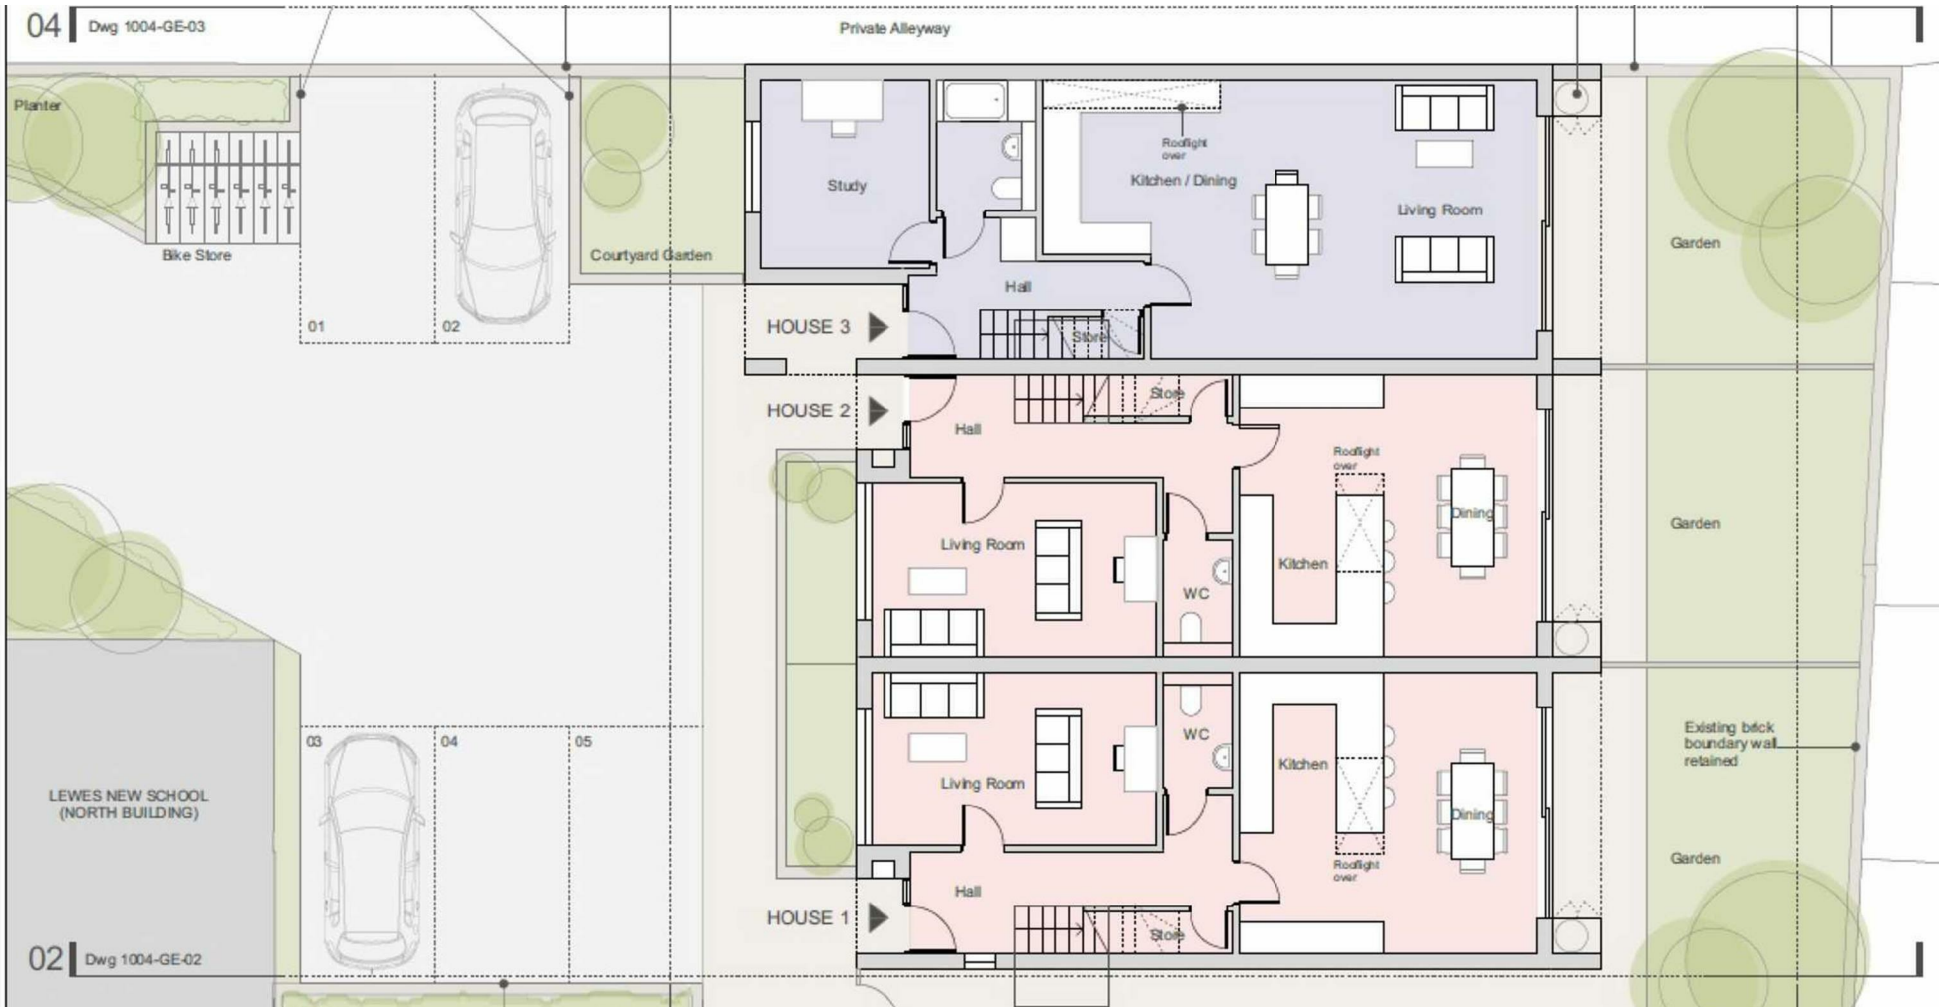 04
Dwg 1004-GE-03
Private Alleyway
Planter
Bike Store
01
02
Courtyard Garden
Study
Rooflight
over
Kitchen / Dining
Living Room
Garden
Hall
HOUSE 3
Store
HOUSE 2
Store
Hall
Rooflight
over
Dining
Garden
Living Room
Kitchen
WC
03
04
05
WC
Living Room
Kitchen
Existing brick
boundary wall
retained
LEWES NEW SCHOOL
(NORTH BUILDING)
Dining
Rooflight
over
Garden
Hall
HOUSE 1
Store
02
Dwg 1004-GE-02